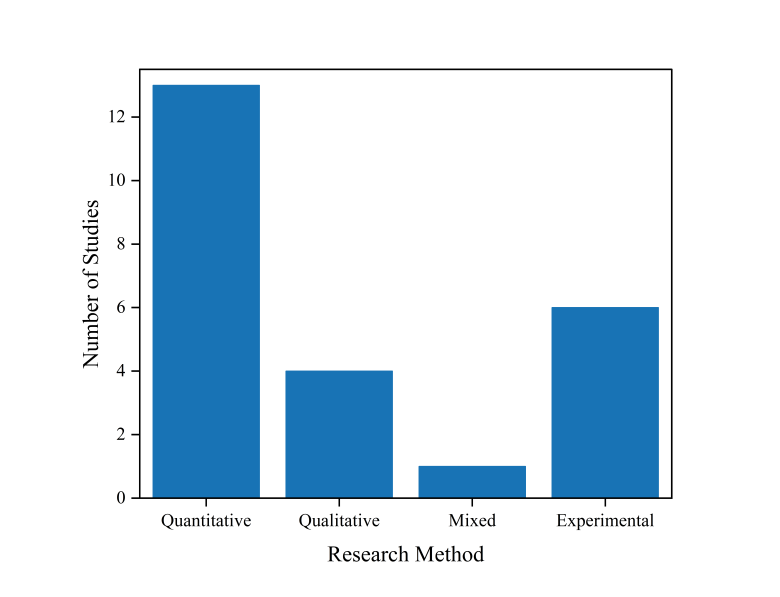 12
10
8
6
4
2
0
Number of Studies
Quantitative Qualitative Mixed Experimental
Research Method